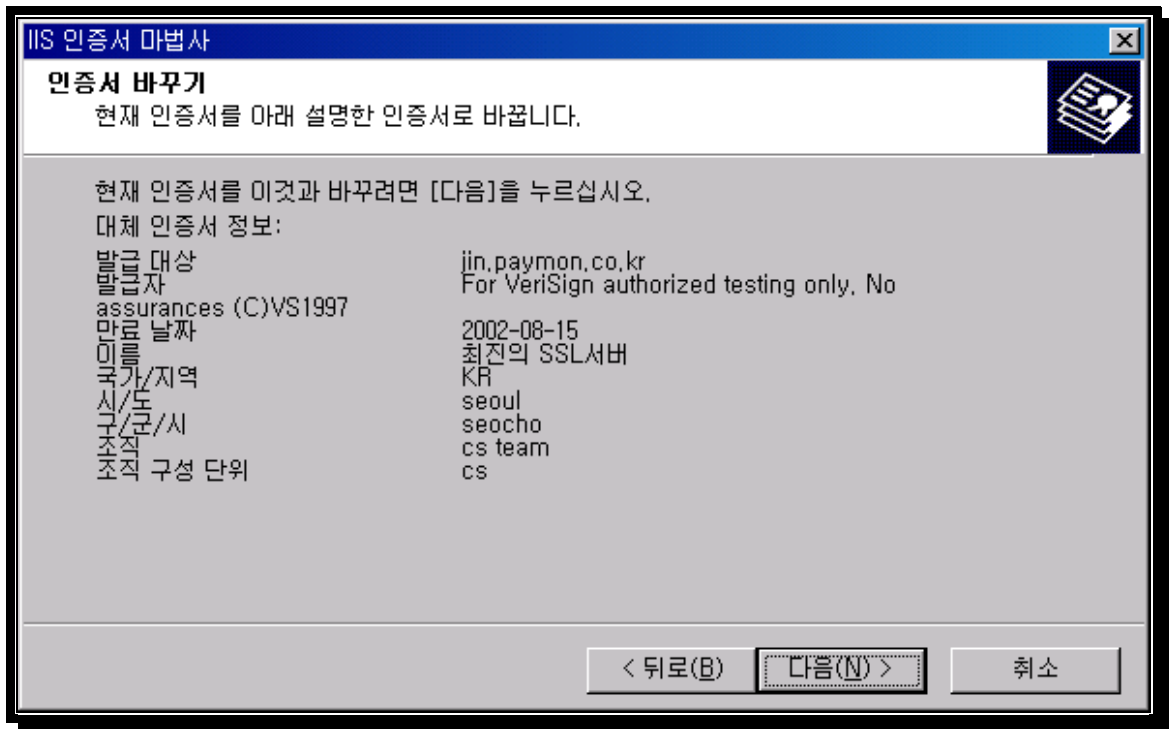 IIS 인증서 마법사
인증서 바꾸기
현재 인증서를 아래 설명한 인증서로 바꿉니다.
현재 인증서를 이것과 바꾸려면 [다음]을 누르십시오.
대체 인증서 정보:
발급 대상 jin.paymon.co.kr
발급자 For VeriSign authorized testing only. No
assurances (C)VS1997
만료 날짜 2002-08-15
이름 최진의 SSL서버
국가/지역 KR
시/도 seoul
구/군/시 seocho
조직 cs team
조직 구성 단위 cs
< 뒤로(B) 다음(N) > 취소